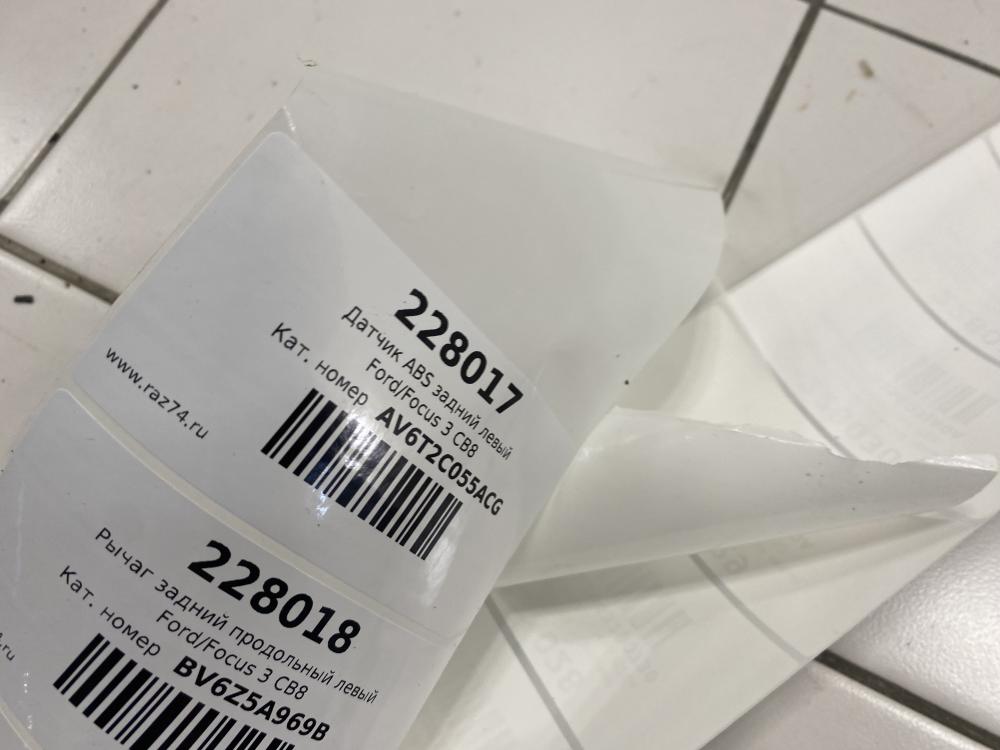 228017
Датчик ABS задний левый
Ford/Focus 3 CB8
Кат. номер AV6T2C055ACG
www.raz74.ru
228018
Рычаг задний продольный левый
Ford/Focus 3 CB8
Кат. номер BV6Z5A969B